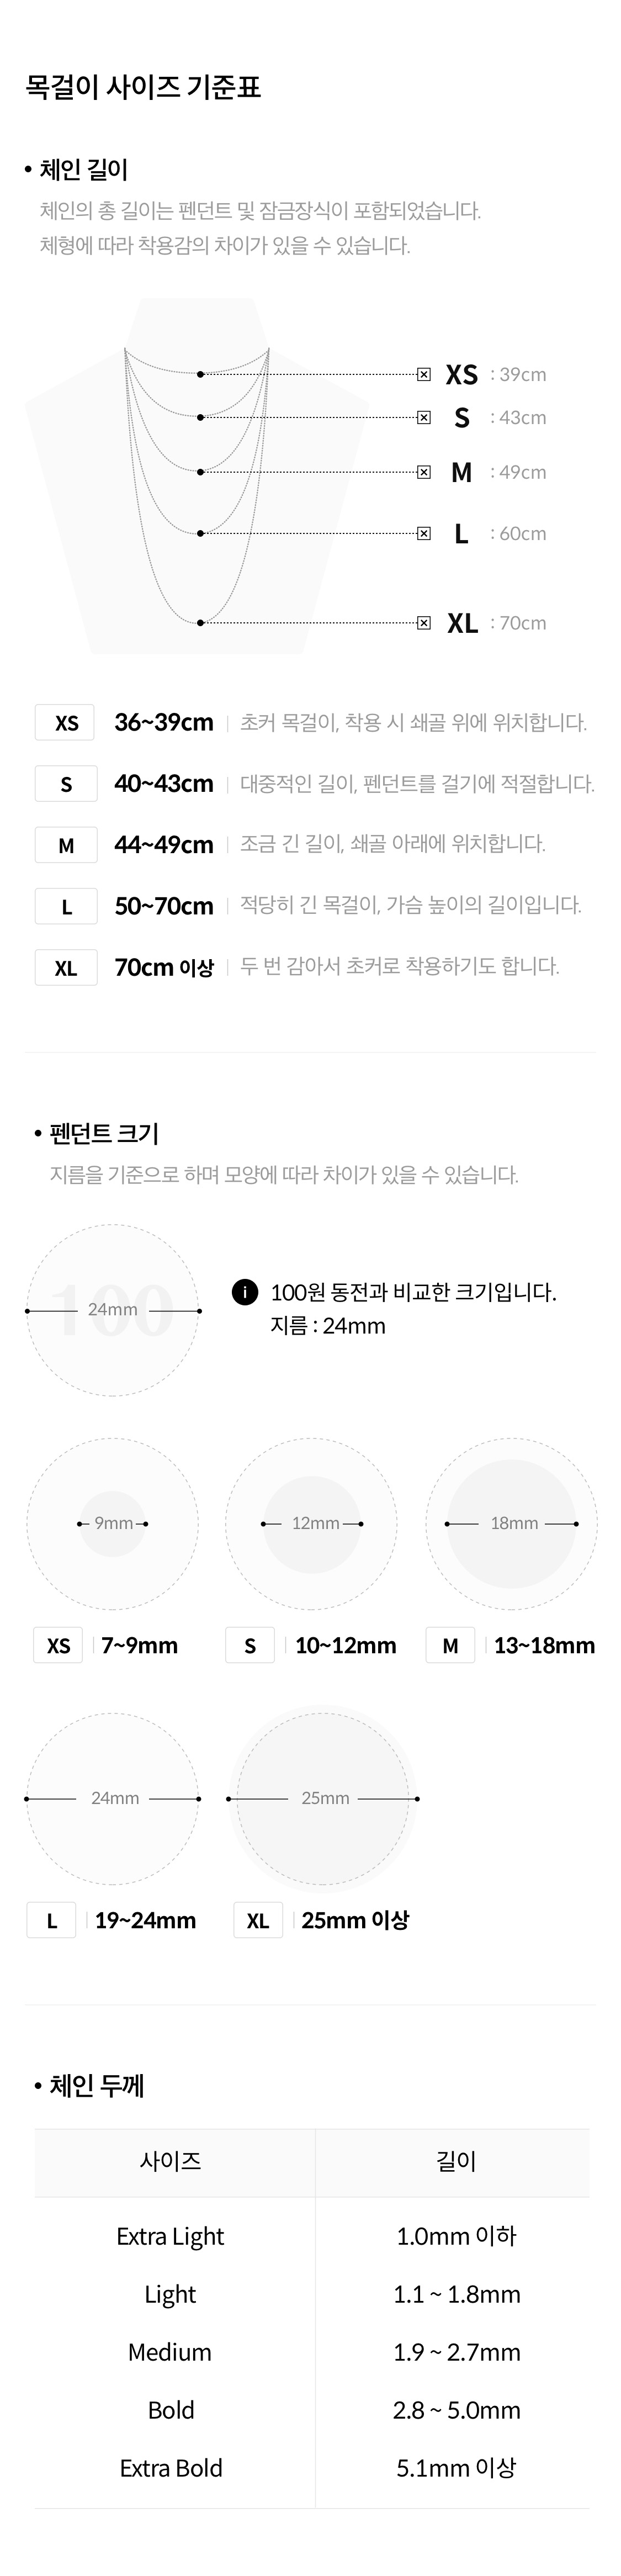 목걸이 사이즈 기준표
• 체인 길이
체인의 총 길이는 펜던트 및 잠금장식이 포함되었습니다.
체형에 따라 착용감의 차이가 있을 수 있습니다.
XS : 39cm
S : 43cm
M : 49cm
L : 60cm
XL : 70cm
XS 36~39cm 초커 목걸이, 착용 시 쇄골 위에 위치합니다.
S 40~43cm 대중적인 길이, 펜던트를 걸기에 적절합니다.
M 44~49cm 조금 긴 길이, 쇄골 아래에 위치합니다.
L 50~70cm 적당히 긴 목걸이, 가슴 높이의 길이입니다.
XL 70cm 이상 두 번 감아서 초커로 착용하기도 합니다.
• 펜던트 크기
지름을 기준으로 하며 모양에 따라 차이가 있을 수 있습니다.
100
24mm
i 100원 동전과 비교한 크기입니다.
지름 : 24mm
9mm 12mm 18mm
XS 7~9mm S 10~12mm M 13~18mm
24mm 25mm
L 19~24mm XL 25mm 이상
• 체인 두께
사이즈 길이
Extra Light 1.0mm 이하
Light 1.1 ~ 1.8mm
Medium 1.9 ~ 2.7mm
Bold 2.8 ~ 5.0mm
Extra Bold 5.1mm 이상